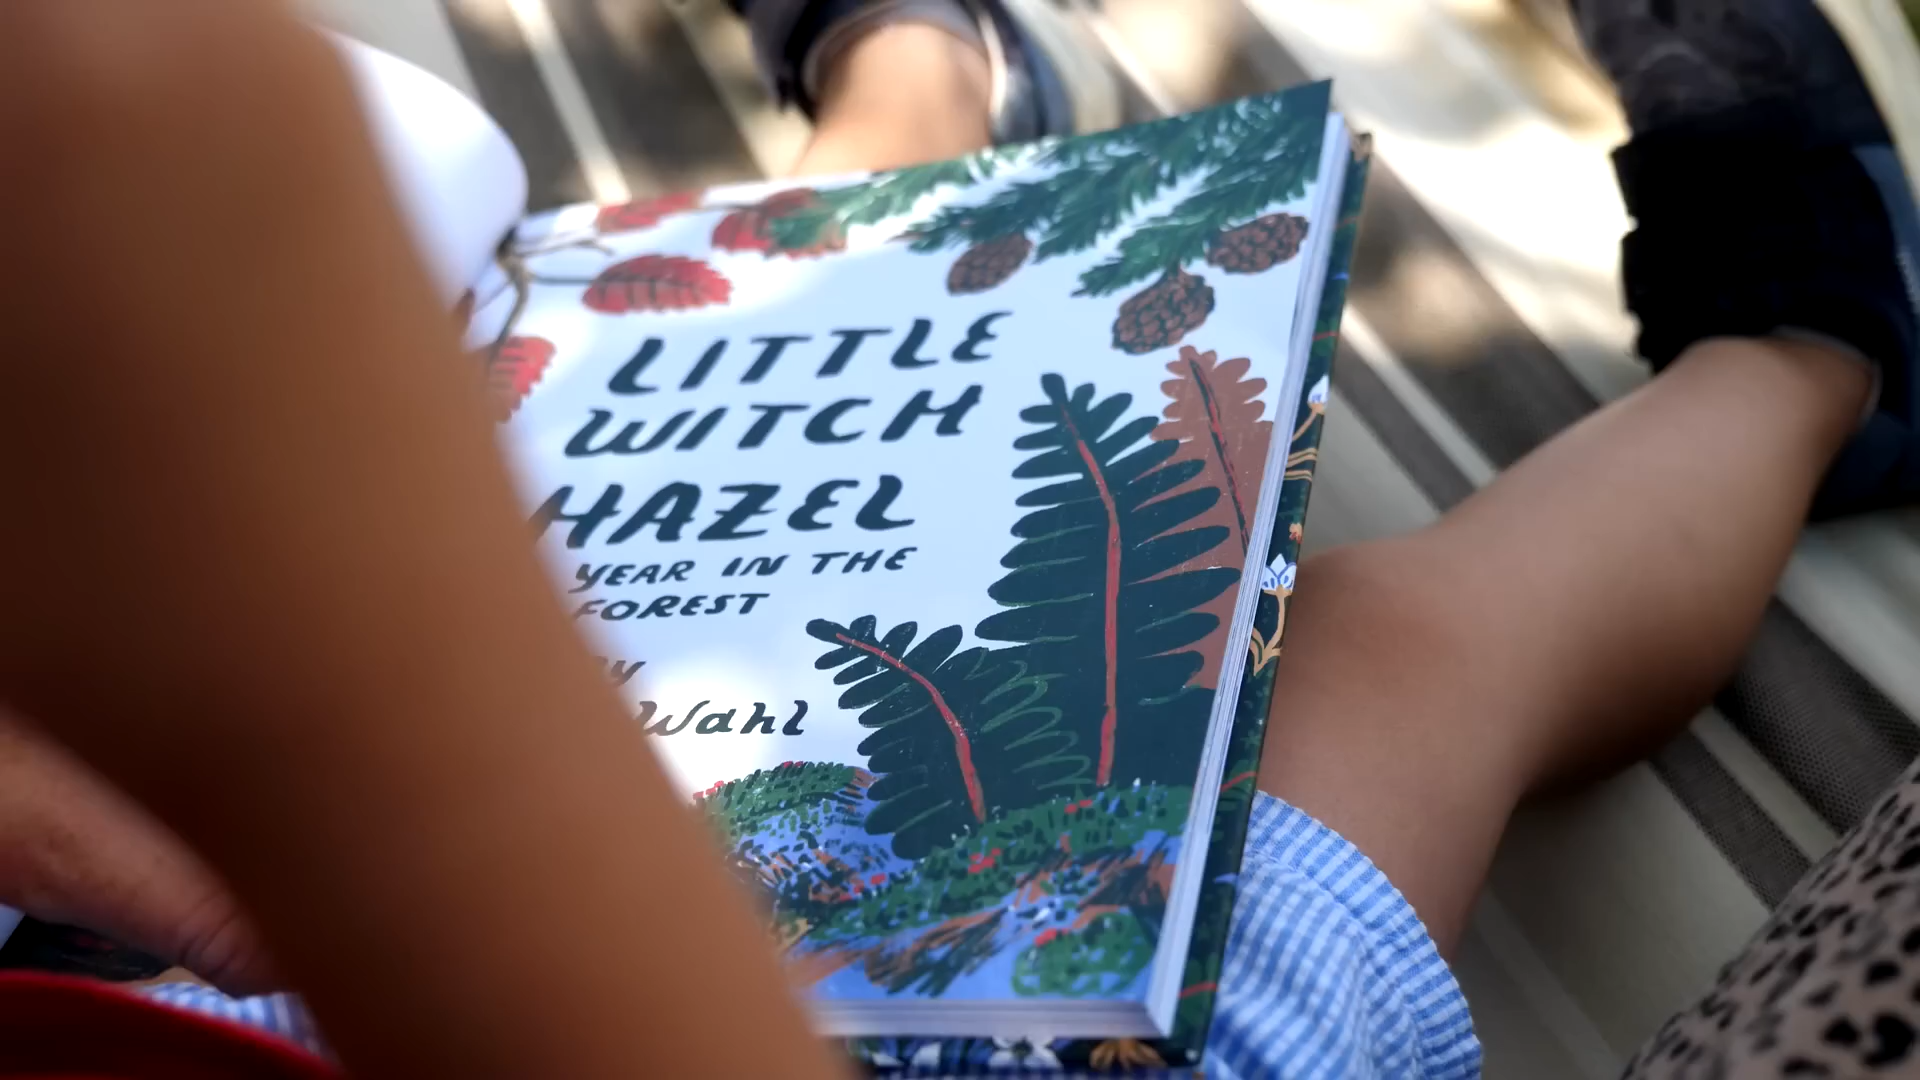 LITTLE
WITCH
HAZEL
YEAR IN THE
FOREST
Wahl